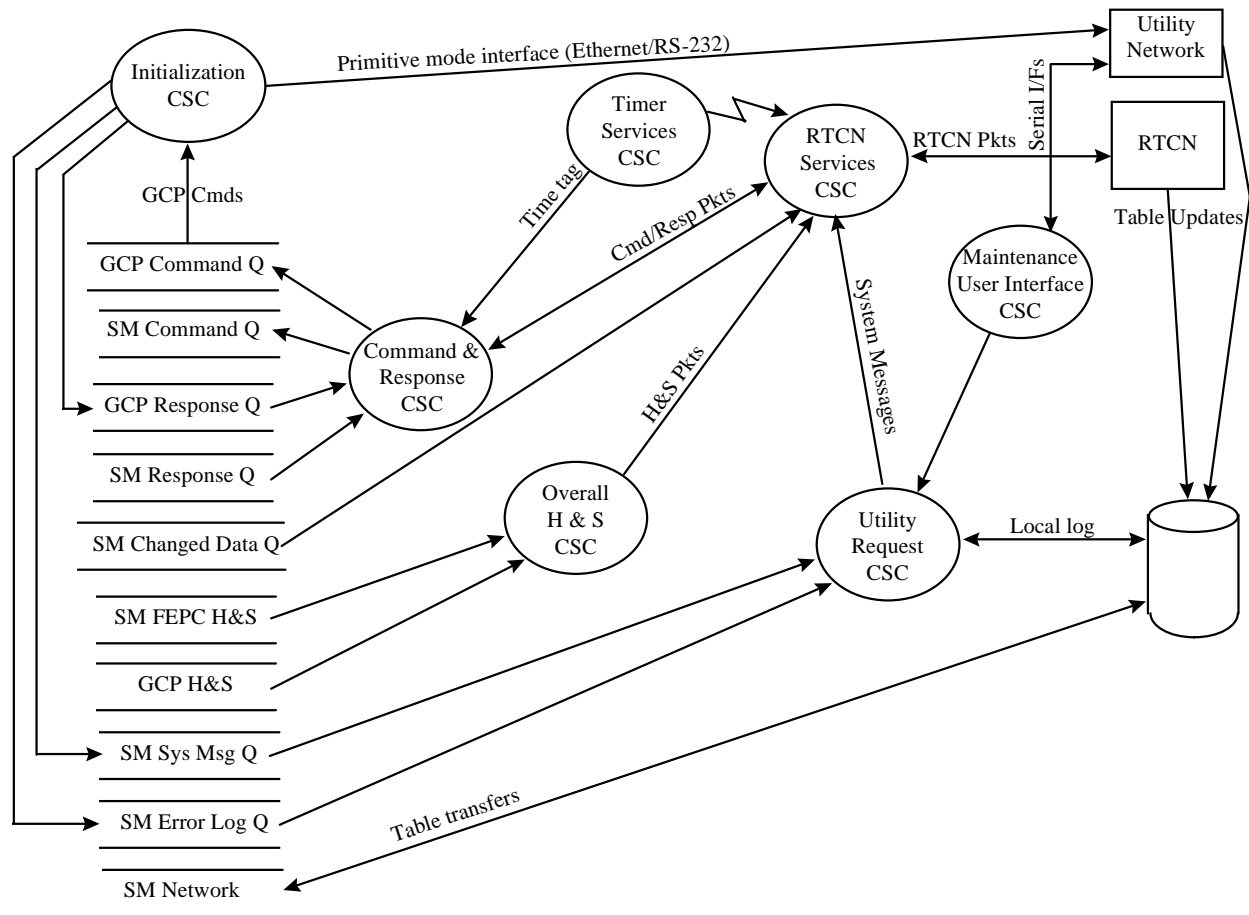 Utility
Network
Primitive mode interface (Ethernet/RS-232)
Initialization
CSC
Timer
Services
CSC
Serial I/Fs
RTCN
Services
CSC
RTCN Pkts
RTCN
GCP Cmds
Time tag
Table Updates
Cmd/Resp Pkts
GCP Command Q
Maintenance
User Interface
CSC
SM Command Q
Command &
Response
CSC
System Messages
H&S Pkts
GCP Response Q
SM Response Q
Overall
H & S
CSC
SM Changed Data Q
Utility
Request
CSC
Local log
SM FEPC H&S
GCP H&S
SM Sys Msg Q
SM Error Log Q
Table transfers
SM Network